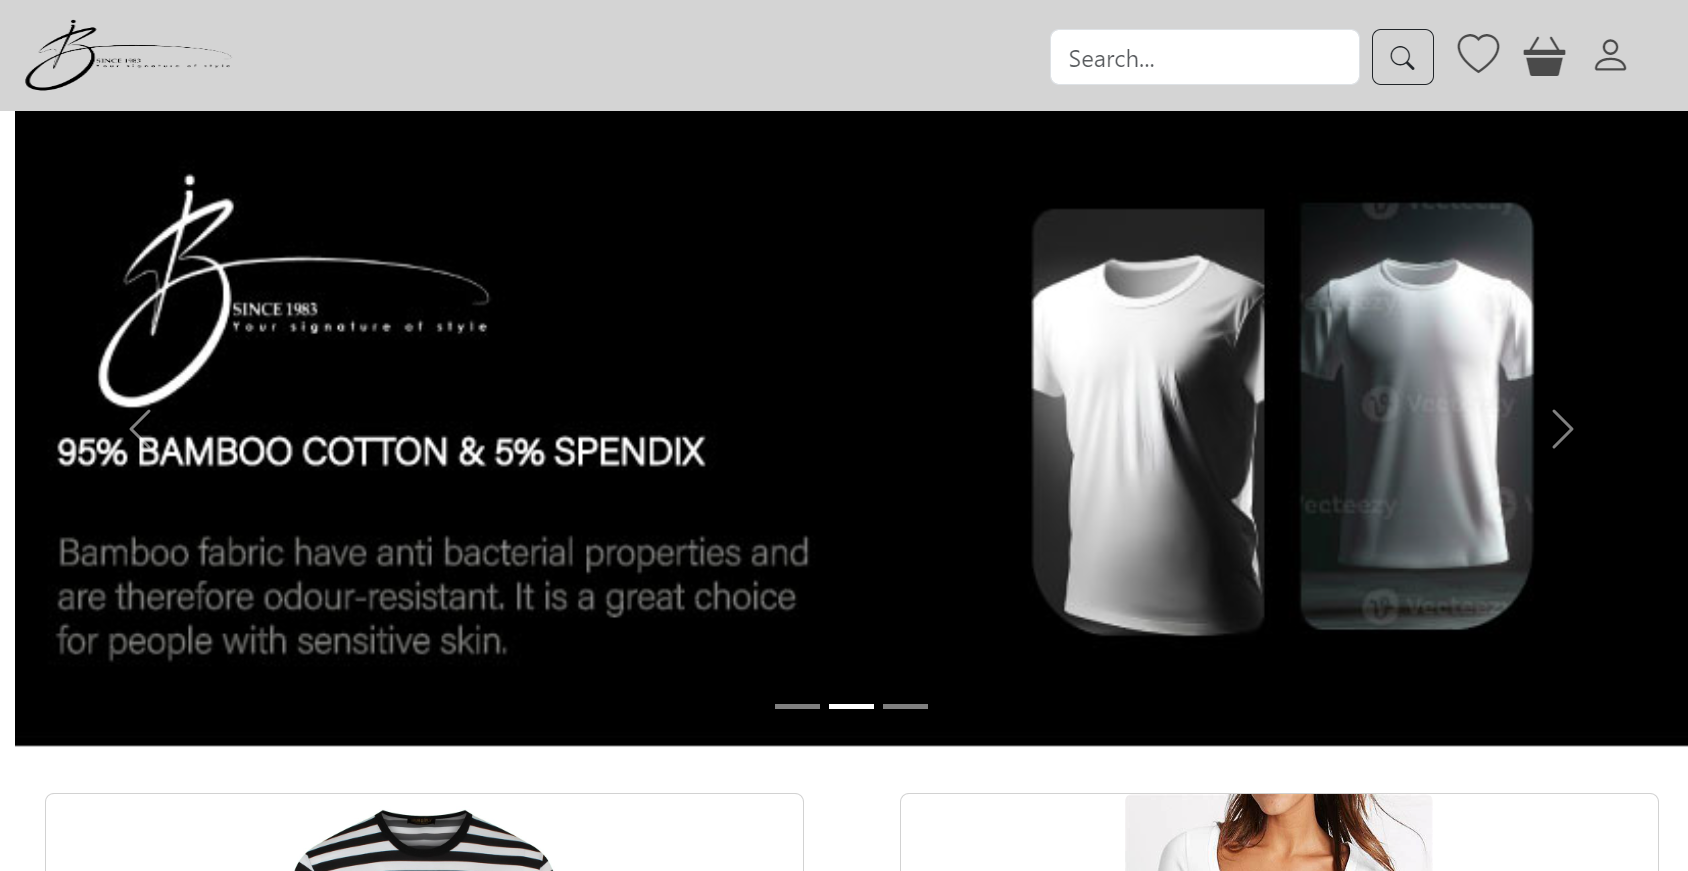 SINCE 1983
Your signature of style
Search...
SINCE 1983
Your signature of style
95% BAMBOO COTTON & 5% SPENDIX
Bamboo fabric have anti bacterial properties and
are therefore odour-resistant. It is a great choice
for people with sensitive skin.
Vecteezy
Vecteezy
Vecteezy
Vecteezy